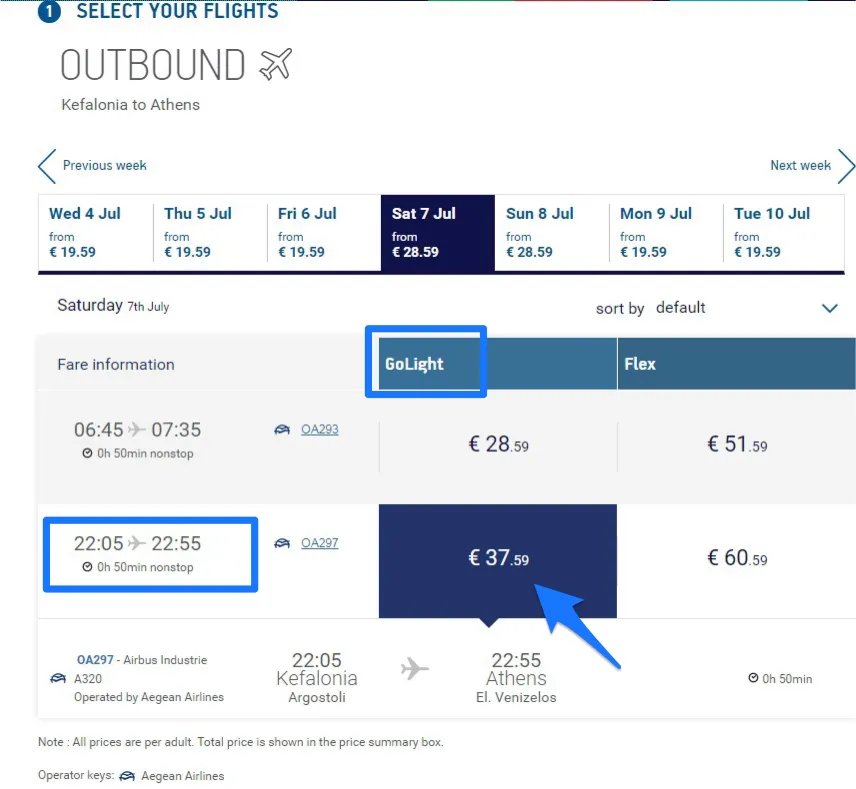 1 SELECT YOUR FLIGHTS
OUTBOUND
Kefalonia to Athens
Previous week Next week
Wed 4 Jul Thu 5 Jul Fri 6 Jul Sat 7 Jul Sun 8 Jul Mon 9 Jul Tue 10 Jul
from from from from from from from
€ 19.59 € 19.59 € 19.59 € 28.59 € 28.59 € 19.59 € 19.59
Saturday 7th July sort by default
Fare information GoLight Flex
06:45 07:35 OA293 € 28.59 € 51.59
0h 50min nonstop
22:05 22:55 OA297 € 37.59 € 60.59
0h 50min nonstop
OA297 - Airbus Industrie 22:05 22:55
A320 Kefalonia Athens 0h 50min
Operated by Aegean Airlines Argostoli El. Venizelos
Note : All prices are per adult. Total price is shown in the price summary box.
Operator keys: Aegean Airlines